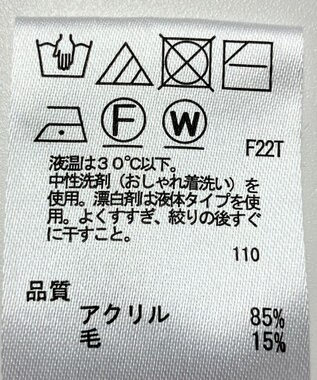 F W
F22T
液温は30℃以下。
中性洗剤（おしゃれ着洗い）を
使用。漂白剤は液体タイプを使
用。よくすすぎ、絞りの後すぐ
に干すこと。
110
品質
アクリル 85%
毛 15%